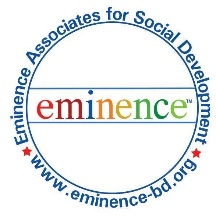 Eminence Associates for Social Development
eminence™
www.eminence-bd.org